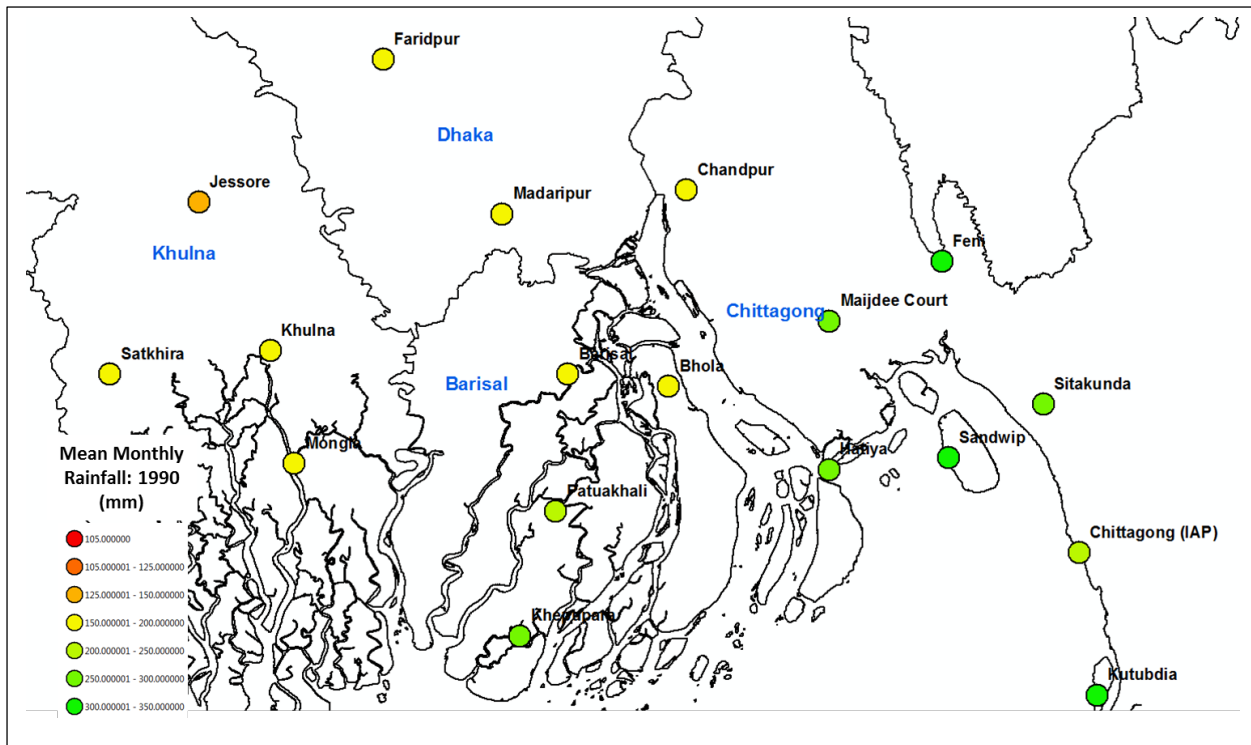 Faridpur
Dhaka
Jessore
Chandpur
Madaripur
Khulna
Feni
Maijdee Court
Chittagong
Khulna
Satkhira
Barisal
Bhola
Barisal
Sitakunda
Mongla
Hatiya
Sandwip
Patuakhali
Chittagong (IAP)
Khepupara
Kutubdia
Mean Monthly
Rainfall: 1990
(mm)
105.000000
105.000001 - 125.000000
125.000001 - 150.000000
150.000001 - 200.000000
200.000001 - 250.000000
250.000001 - 300.000000
300.000001 - 350.000000